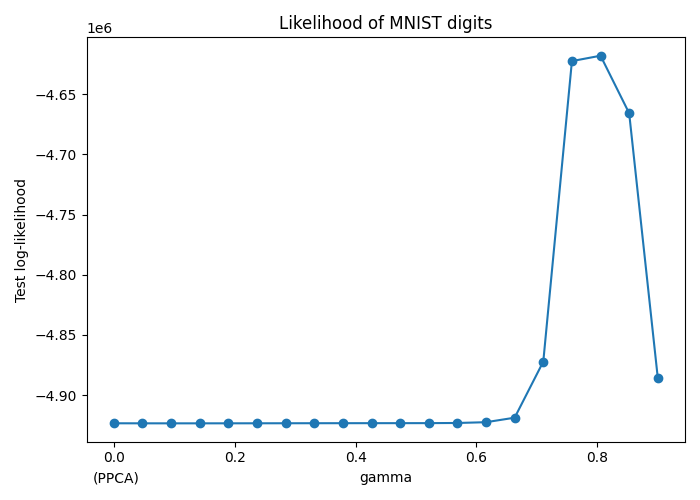 Likelihood of MNIST digits
1e6
Test log-likelihood
−4.65
−4.70
−4.75
−4.80
−4.85
−4.90
0.0
0.2
0.4
0.6
0.8
(PPCA)
gamma